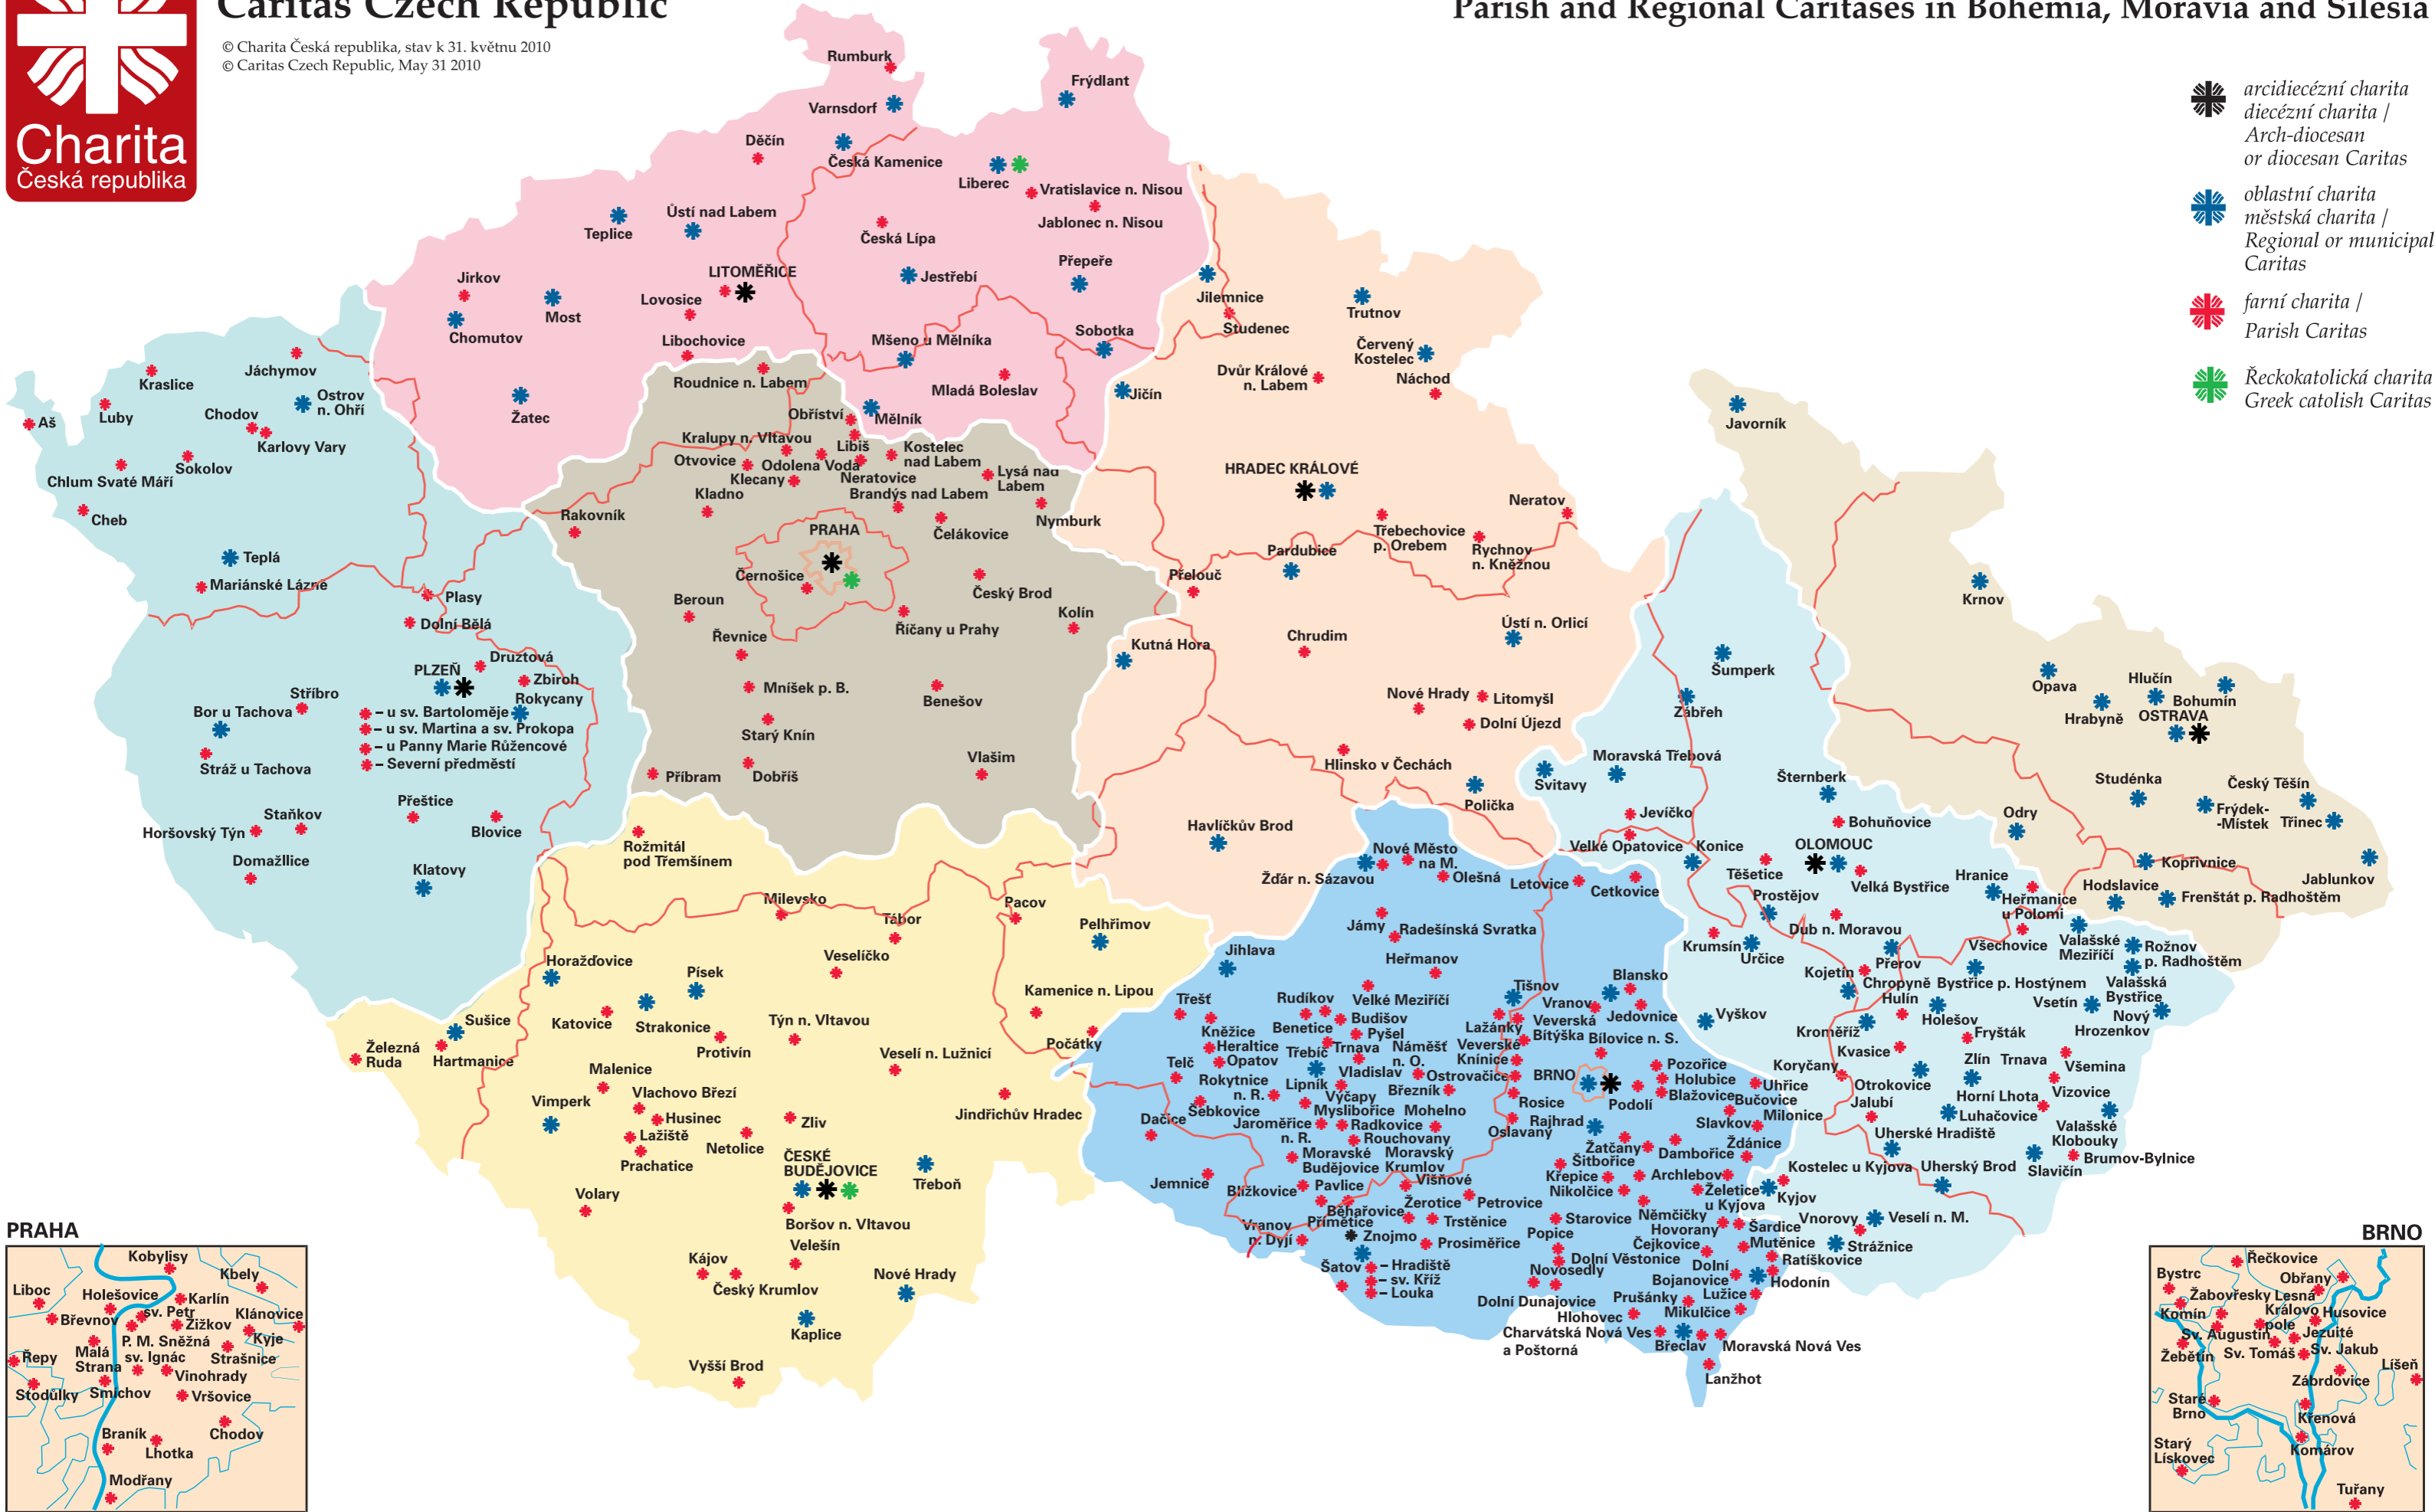 Caritas Czech Republic
Parish and Regional Caritases in Bohemia, Moravia and Silesia
© Charita Česká republika, stav k 31. květnu 2010
© Caritas Czech Republic, May 31 2010
Charita
Česká republika
arcidiecézní charita
diecézní charita /
Arch-diocesan
or diocesan Caritas
oblastní charita
městská charita /
Regional or municipal
Caritas
farní charita /
Parish Caritas
Řeckokatolická charita
Greek catolish Caritas
Rumburk
Varnsdorf
Frýdlant
Děčín
Česká Kamenice
Liberec
Vratislavice n. Nisou
Jablonec n. Nisou
Teplice
Ústí nad Labem
Česká Lípa
Jirkov
LITOMĚŘICE
Jestřebí
Přepeře
Most
Lovosice
Chomutov
Libochovice
Mšeno u Mělníka
Sobotka
Žatec
Roudnice n. Labem
Mladá Boleslav
Obříství
Mělník
Jilemnice
Studenec
Trutnov
Červený
Kostelec
Dvůr Králové
n. Labem
Náchod
Jičín
HRADEC KRÁLOVÉ
Neratov
Třebechovice
p. Orebem
Rychnov
n. Kněžnou
Pardubice
Přelouč
Kutná Hora
Chrudim
Ústí n. Orlicí
Nové Hrady
Litomyšl
Dolní Újezd
Hlinsko v Čechách
Polička
Havlíčkův Brod
Kraslice
Jáchymov
Ostrov
n. Ohří
Aš
Luby
Chodov
Karlovy Vary
Sokolov
Chlum Svaté Máří
Cheb
Teplá
Mariánské Lázně
Plasy
Dolní Bělá
Druztová
PLZEŇ
Zbiroh
Rokycany
Stříbro
Bor u Tachova
– u sv. Bartoloměje
– u sv. Martina a sv. Prokopa
– u Panny Marie Růžencové
– Severní předměstí
Stráž u Tachova
Přeštice
Staňkov
Horšovský Týn
Blovice
Domažllice
Klatovy
Kralupy n. Vltavou
Libiš
Kostelec
nad Labem
Otvovice
Odolena Voda
Klecany
Neratovice
Lysá nad
Labem
Kladno
Brandýs nad Labem
Rakovník
Čelákovice
Nymburk
PRAHA
Černošice
Český Brod
Beroun
Kolín
Říčany u Prahy
Řevnice
Mníšek p. B.
Benešov
Starý Knín
Příbram
Dobříš
Vlašim
Rožmitál
pod Třemšínem
Milevsko
Tábor
Pacov
Pelhřimov
Horažďovice
Písek
Veselíčko
Kamenice n. Lipou
Katovice
Strakonice
Týn n. Vltavou
Počátky
Sušice
Hartmanice
Železná
Ruda
Protivín
Veselí n. Lužnicí
Malenice
Vlachovo Březí
Vimperk
Husinec
Zliv
Jindřichův Hradec
Lažiště
Netolice
Prachatice
ČESKÉ
BUDĚJOVICE
Třeboň
Volary
Boršov n. Vltavou
Velešín
Kájov
Český Krumlov
Nové Hrady
Kaplice
Vyšší Brod
Javorník
Krnov
Šumperk
Zábřeh
Opava
Hlučín
Bohumín
Hrabyně
OSTRAVA
Svitavy
Moravská Třebová
Šternberk
Studénka
Český Těšín
Frýdek-
-Místek
Třinec
Odry
Jevíčko
Bohuňovice
Velké Opatovice
Konice
OLOMOUC
Kopřivnice
Jablunkov
Těšetice
Velká Bystřice
Hranice
Hodslavice
Frenštát p. Radhoštěm
Prostějov
Heřmanice
u Polomi
Dub n. Moravou
Krumsín
Určice
Všechovice
Valašské
Meziříčí
Rožnov
p. Radhoštěm
Přerov
Kojetín
Chropyně
Bystřice p. Hostýnem
Valašská
Bystřice
Hulín
Vsetín
Vyškov
Holešov
Nový
Hrozenkov
Kroměříž
Fryšták
Kvasice
Koryčany
Zlín
Trnava
Všemina
Otrokovice
Vizovice
Jalubí
Horní Lhota
Luhačovice
Uherské Hradiště
Valašské
Klobouky
Kostelec u Kyjova
Uherský Brod
Slavičín
Brumov-Bylnice
Kyjov
Vnorovy
Veselí n. M.
Strážnice
Nové Město
na M.
Žďár n. Sázavou
Olešná
Letovice
Cetkovice
Jámy
Radešínská Svratka
Jihlava
Heřmanov
Třešť
Rudíkov
Velké Meziříčí
Tišnov
Blansko
Vranov
Kněžice
Benetice
Budišov
Lažánky
Veverská
Bítýška
Jedovnice
Heraltice
Pyšel
Bílovice n. S.
Telč
Opatov
Třebíč
Trnava
Náměšť
n. O.
Veverské
Knínice
Vladislav
Ostrovačice
BRNO
Pozořice
Rokytnice
n. R.
Lipník
Holubice
Uhřice
Výčapy
Březník
Rosice
Podolí
Blažovice
Bučovice
Šebkovice
Myslibořice
Mohelno
Rajhrad
Milonice
Dačice
Jaroměřice
n. R.
Radkovice
Oslavany
Slavkov
Rouchovany
Žatčany
Ždánice
Moravské
Budějovice
Moravský
Krumlov
Šitbořice
Dambořice
Jemnice
Křepice
Archlebov
Blížkovice
Pavlice
Višňové
Nikolčice
Želetice
u Kyjova
Běhařovice
Žerotice
Petrovice
Vranov
n. Dyjí
Přímětice
Trstěnice
Starovice
Němčičky
Hovorany
Šardice
Znojmo
Prosiměřice
Popice
Čejkovice
Mutěnice
Šatov
– Hradiště
– sv. Kříž
– Louka
Dolní Věstonice
Ratíškovice
Novosedly
Dolní
Bojanovice
Hodonín
Dolní Dunajovice
Prušánky
Lužice
Hlohovec
Mikulčice
Charvátská Nová Ves
a Poštorná
Břeclav
Moravská Nová Ves
Lanžhot
PRAHA
Kobylisy
Kbely
Liboc
Holešovice
Karlín
Klánovice
Břevnov
sv. Petr
Žižkov
Kyje
P. M. Sněžná
Malá
Strana
sv. Ignác
Strašnice
Řepy
Vinohrady
Stodůlky
Smíchov
Vršovice
Braník
Lhotka
Chodov
Modřany
BRNO
Řečkovice
Bystrc
Obřany
Žabovřesky
Lesná
Komín
Královo
pole
Husovice
Sv. Augustin
Jezuité
Žebětín
Sv. Tomáš
Sv. Jakub
Líšeň
Zábrdovice
Staré
Brno
Křenová
Starý
Lískovec
Komárov
Tuřany